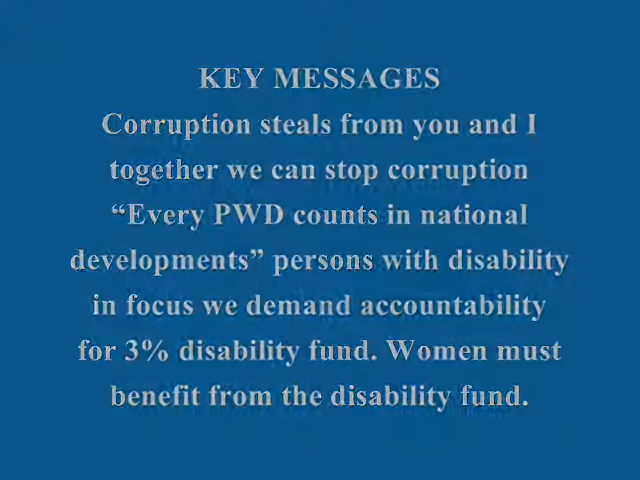 KEY MESSAGES
Corruption steals from you and I
together we can stop corruption
“Every PWD counts in national
developments” persons with disability
in focus we demand accountability
for 3% disability fund. Women must
benefit from the disability fund.